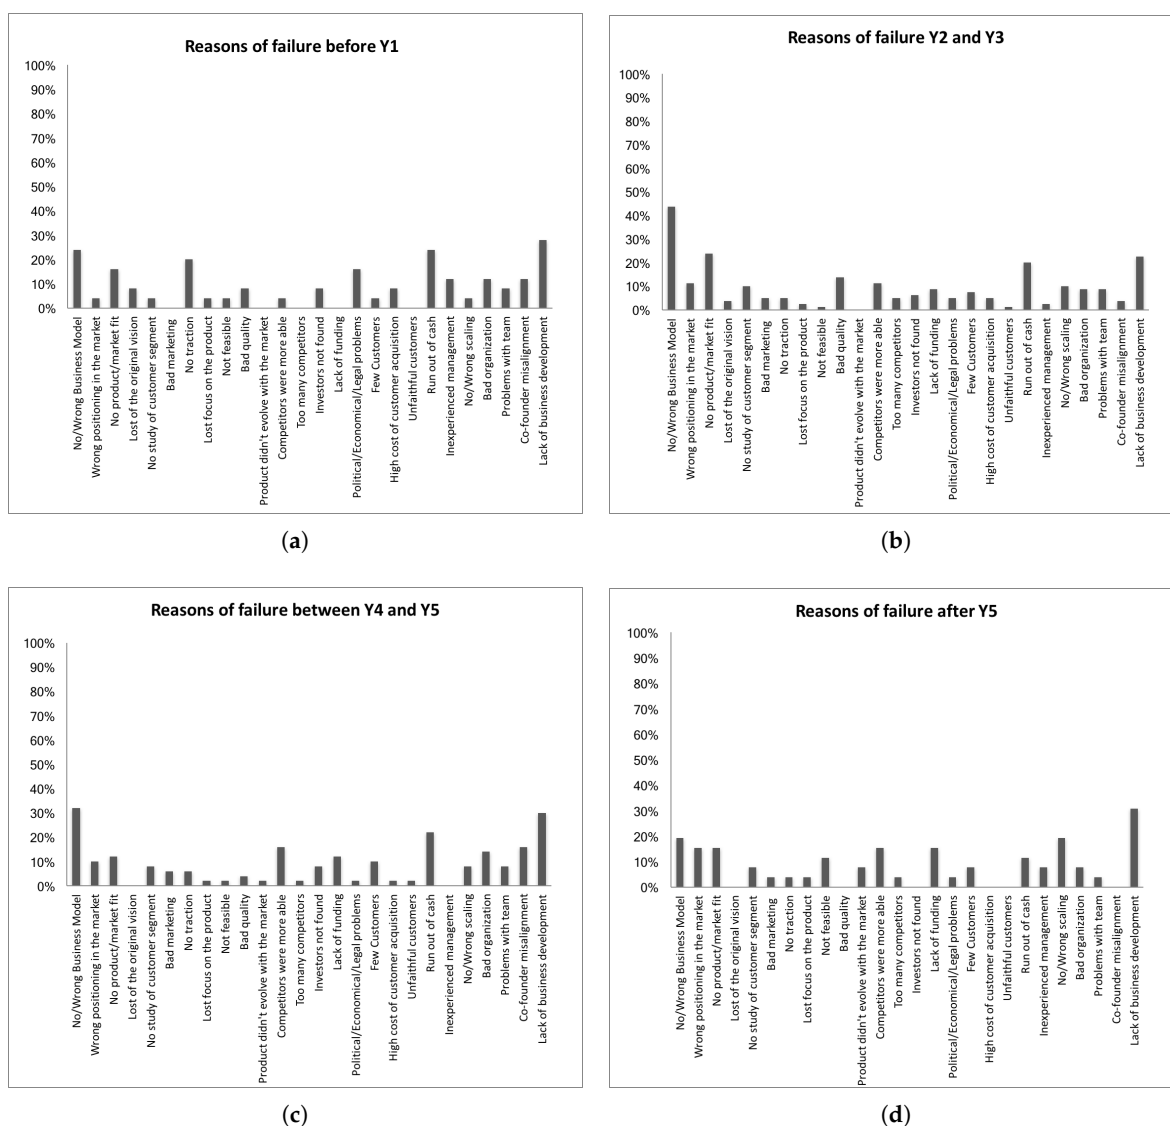 Reasons of failure before Y1
100%
90%
80%
70%
60%
50%
40%
30%
20%
10%
0%
No/Wrong Business Model
Wrong positioning in the market
No product/market fit
Lost of the original vision
No study of customer segment
Bad marketing
No traction
Lost focus on the product
Not feasible
Bad quality
Product didn't evolve with the market
Competitors were more able
Too many competitors
Investors not found
Lack of funding
Political/Economical/Legal problems
Few Customers
High cost of customer acquisition
Unfaithful customers
Run out of cash
Inexperienced management
No/Wrong scaling
Bad organization
Problems with team
Co-founder misalignment
Lack of business development
(a)
Reasons of failure Y2 and Y3
100%
90%
80%
70%
60%
50%
40%
30%
20%
10%
0%
No/Wrong Business Model
Wrong positioning in the market
No product/market fit
Lost of the original vision
No study of customer segment
Bad marketing
No traction
Lost focus on the product
Not feasible
Bad quality
Product didn't evolve with the market
Competitors were more able
Too many competitors
Investors not found
Lack of funding
Political/Economical/Legal problems
Few Customers
High cost of customer acquisition
Unfaithful customers
Run out of cash
Inexperienced management
No/Wrong scaling
Bad organization
Problems with team
Co-founder misalignment
Lack of business development
(b)
Reasons of failure between Y4 and Y5
100%
90%
80%
70%
60%
50%
40%
30%
20%
10%
0%
No/Wrong Business Model
Wrong positioning in the market
No product/market fit
Lost of the original vision
No study of customer segment
Bad marketing
No traction
Lost focus on the product
Not feasible
Bad quality
Product didn't evolve with the market
Competitors were more able
Too many competitors
Investors not found
Lack of funding
Political/Economical/Legal problems
Few Customers
High cost of customer acquisition
Unfaithful customers
Run out of cash
Inexperienced management
No/Wrong scaling
Bad organization
Problems with team
Co-founder misalignment
Lack of business development
(c)
Reasons of failure after Y5
100%
90%
80%
70%
60%
50%
40%
30%
20%
10%
0%
No/Wrong Business Model
Wrong positioning in the market
No product/market fit
Lost of the original vision
No study of customer segment
Bad marketing
No traction
Lost focus on the product
Not feasible
Bad quality
Product didn't evolve with the market
Competitors were more able
Too many competitors
Investors not found
Lack of funding
Political/Economical/Legal problems
Few Customers
High cost of customer acquisition
Unfaithful customers
Run out of cash
Inexperienced management
No/Wrong scaling
Bad organization
Problems with team
Co-founder misalignment
Lack of business development
(d)